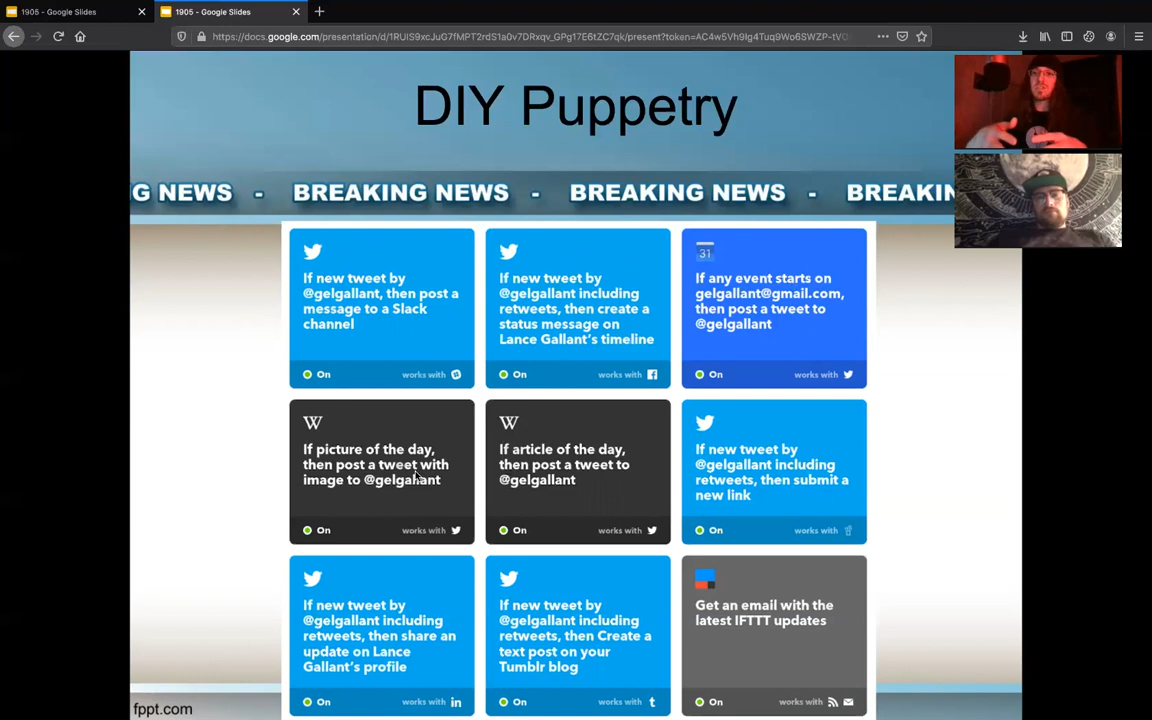 1905 - Google Slides
1905 - Google Slides
DIY Puppetry
G NEWS - BREAKING NEWS - BREAKING NEWS - BREAKIN
If new tweet by
@gelgallant, then post a
message to a Slack
channel
On works with
If new tweet by
@gelgallant including
retweets, then create a
status message on
Lance Gallant's timeline
On works with
31
If any event starts on
gelgallant@gmail.com,
then post a tweet to
@gelgallant
On works with
W
If picture of the day,
then post a tweet with
image to @gelgallant
On works with
W
If article of the day,
then post a tweet to
@gelgallant
On works with
If new tweet by
@gelgallant including
retweets, then submit a
new link
On works with
If new tweet by
@gelgallant including
retweets, then share an
update on Lance
Gallant's profile
On works with in
If new tweet by
@gelgallant including
retweets, then Create a
text post on your
Tumblr blog
On works with t
Get an email with the
latest IFTTT updates
On works with
fppt.com